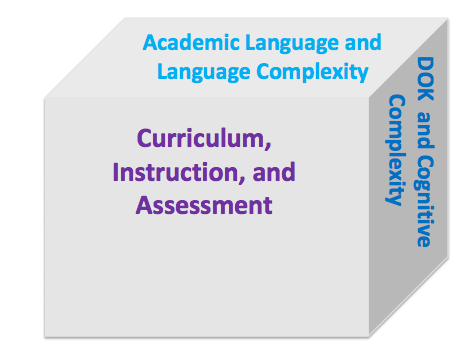 Academic Language and
Language Complexity
DOK and Cognitive
Complexity
Curriculum,
Instruction, and
Assessment